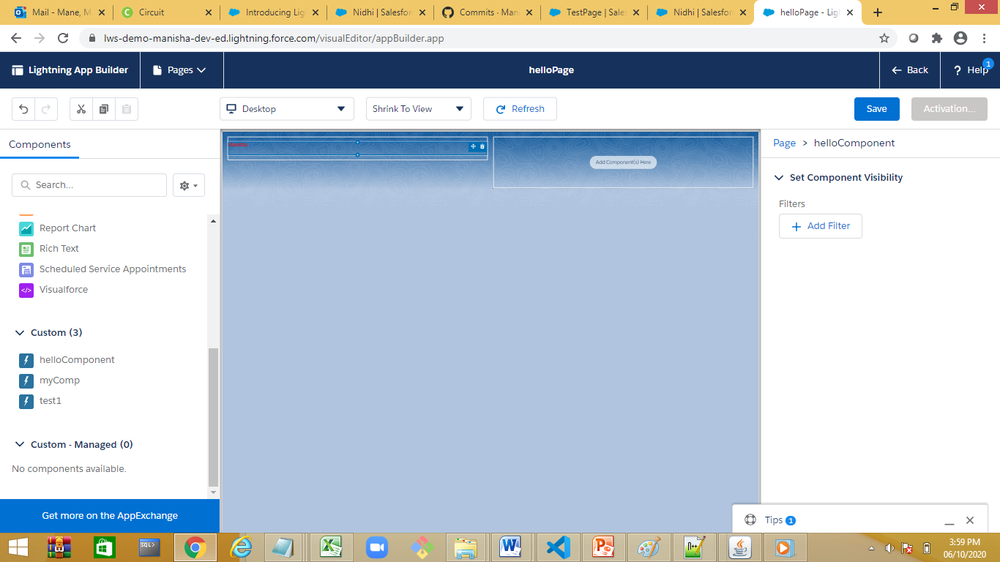 Mail - Mane, M
Circuit
Introducing Lig
Nidhi | Salesfor
Commits · Man
TestPage | Sales
Nidhi | Salesfor
helloPage - Lig
lws-demo-manisha-dev-ed.lightning.force.com/visualEditor/appBuilder.app
Lightning App Builder
Pages
helloPage
Back
? Help
1
Desktop
Shrink To View
Refresh
Save
Activation...
Components
Search...
Report Chart
Rich Text
Scheduled Service Appointments
</> Visualforce
Custom (3)
helloComponent
myComp
test1
Custom - Managed (0)
No components available.
Get more on the AppExchange
Manisha
Add Component(s) Here
Page > helloComponent
Set Component Visibility
Filters
+ Add Filter
Tips 1
SQL>
3:59 PM
06/10/2020